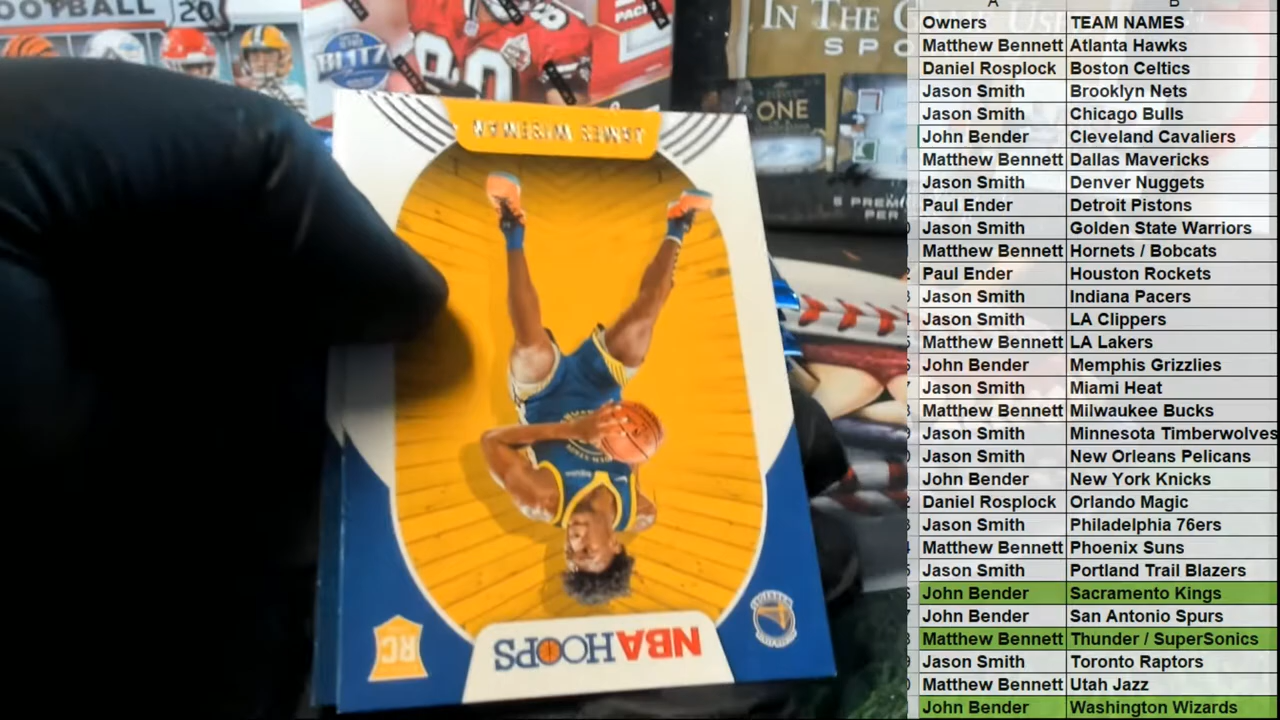 OOTBALL 20
BLITZ
PACK
80
IN THE G
SPO
ONE
5 PREM
PER
JAMES WISEMAN
RC
NBA HOOPS
A B
Owners TEAM NAMES
Matthew Bennett Atlanta Hawks
Daniel Rosplock Boston Celtics
Jason Smith Brooklyn Nets
Jason Smith Chicago Bulls
John Bender Cleveland Cavaliers
Matthew Bennett Dallas Mavericks
Jason Smith Denver Nuggets
Paul Ender Detroit Pistons
Jason Smith Golden State Warriors
Matthew Bennett Hornets / Bobcats
Paul Ender Houston Rockets
Jason Smith Indiana Pacers
Jason Smith LA Clippers
Matthew Bennett LA Lakers
John Bender Memphis Grizzlies
Jason Smith Miami Heat
Matthew Bennett Milwaukee Bucks
Jason Smith Minnesota Timberwolves
Jason Smith New Orleans Pelicans
John Bender New York Knicks
Daniel Rosplock Orlando Magic
Jason Smith Philadelphia 76ers
Matthew Bennett Phoenix Suns
Jason Smith Portland Trail Blazers
John Bender Sacramento Kings
John Bender San Antonio Spurs
Matthew Bennett Thunder / SuperSonics
Jason Smith Toronto Raptors
Matthew Bennett Utah Jazz
John Bender Washington Wizards